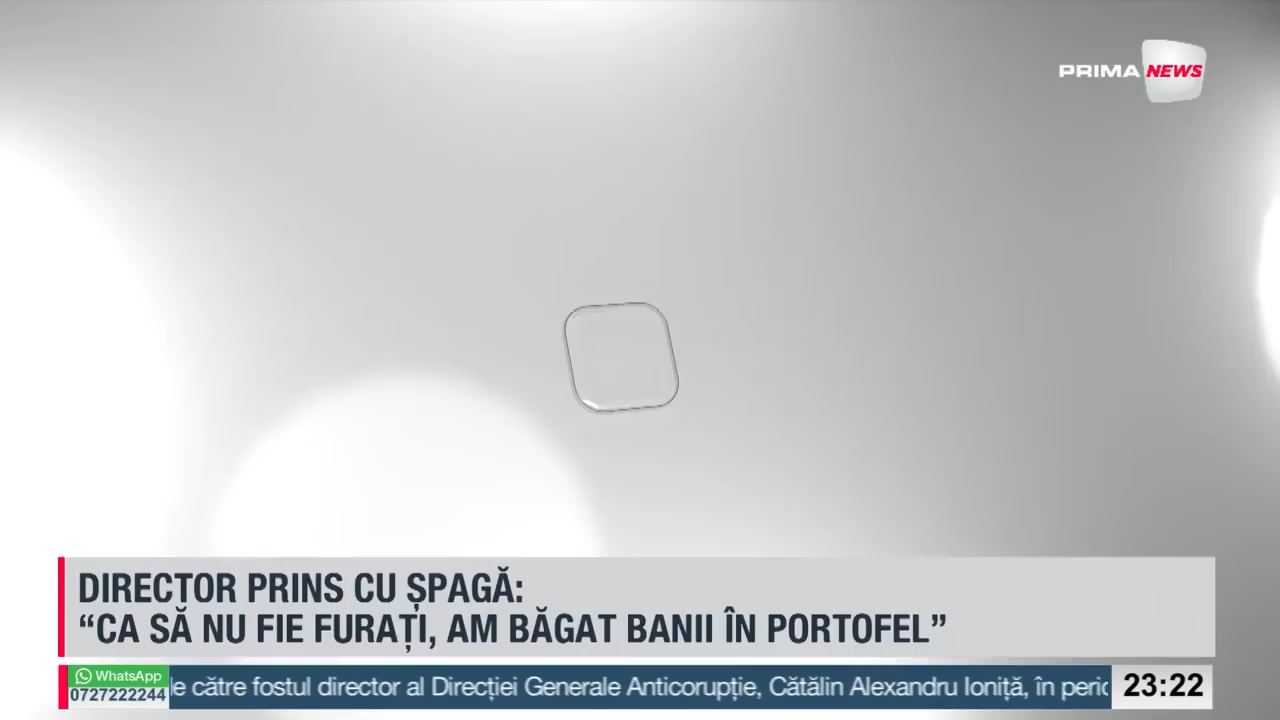 PRIMA NEWS
DIRECTOR PRINS CU ȘPAGĂ:
“CA SĂ NU FIE FURAȚI, AM BĂGAT BANII ÎN PORTOFEL”
WhatsApp
0727222244
către fostul director al Direcției Generale Anticorupție, Cătălin Alexandru Ioniță, în
23:22